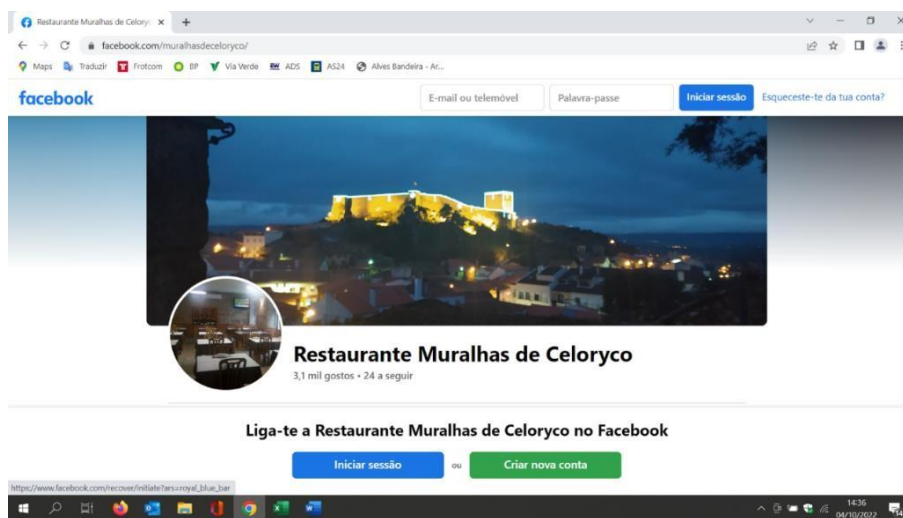 Restaurante Muralhas de Celory
facebook.com/muralhasdeceloryco/
Maps Traduzir Frotcom BP Via Verde ADS AS24 Alves Bandeira - Ar...
facebook E-mail ou telemóvel Palavra-passe Iniciar sessão Esqueceste-te da tua conta?
Restaurante Muralhas de Celoryco
3,1 mil gostos • 24 a seguir
Liga-te a Restaurante Muralhas de Celoryco no Facebook
Iniciar sessão ou Criar nova conta
https://www.facebook.com/recover/initiate?ars=royal_blue_bar
14:36
04/10/2022